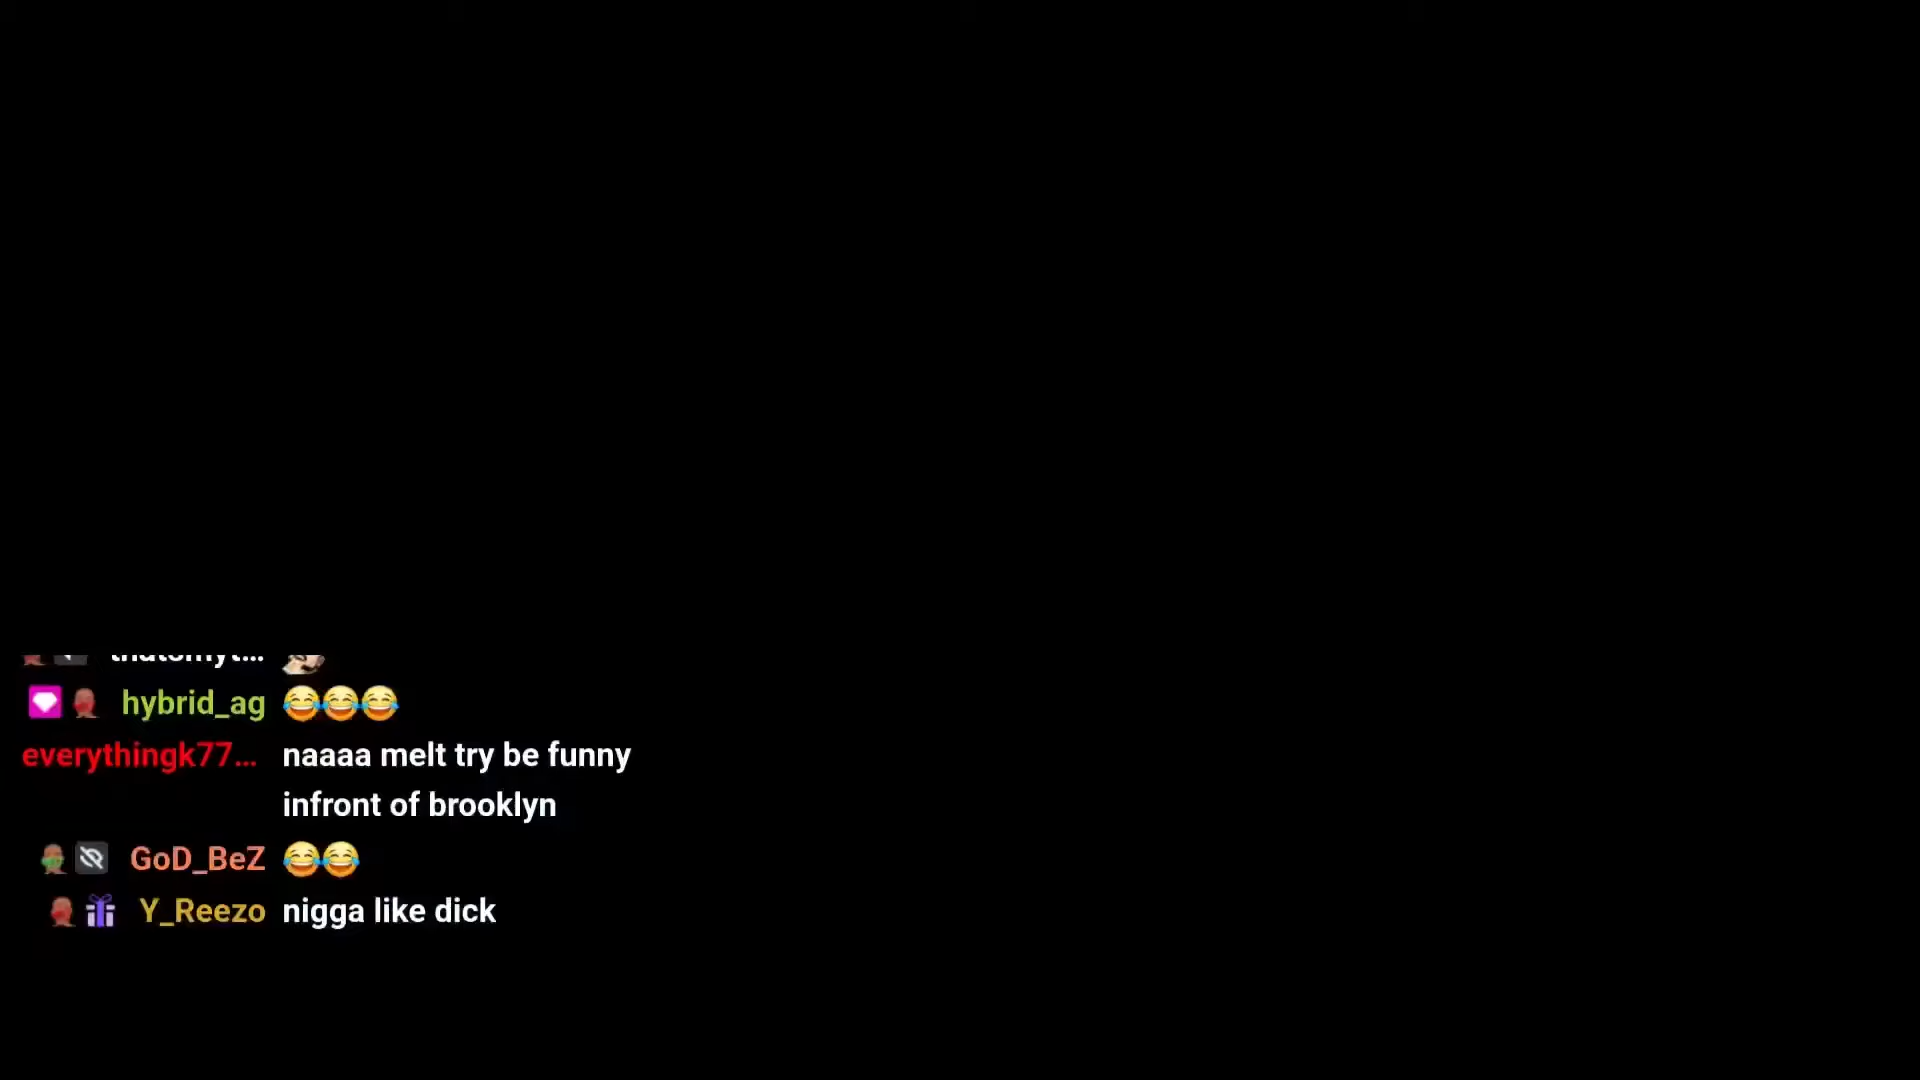 hybrid_ag 😂😂😂
everythingk77... naaaa melt try be funny
infront of brooklyn
GoD_BeZ 😂😂
Y_Reezo nigga like dick